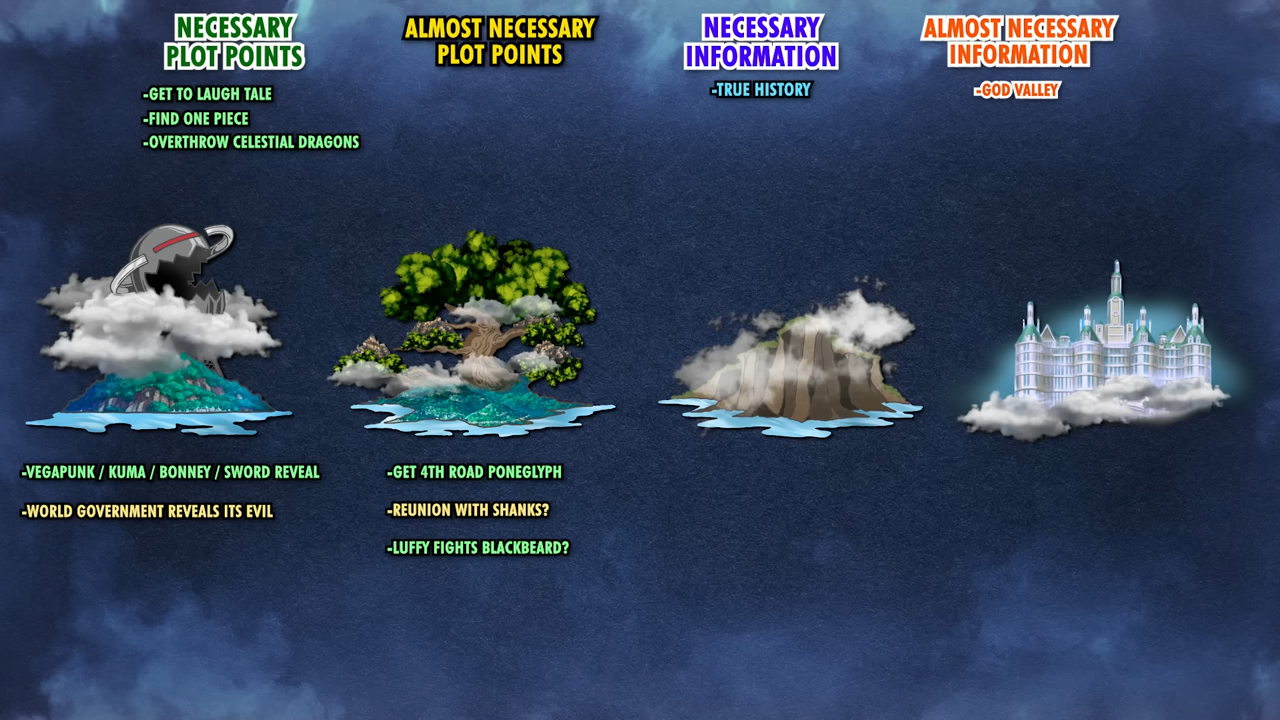 NECESSARY
PLOT POINTS
-GET TO LAUGH TALE
-FIND ONE PIECE
-OVERTHROW CELESTIAL DRAGONS
ALMOST NECESSARY
PLOT POINTS
NECESSARY
INFORMATION
-TRUE HISTORY
ALMOST NECESSARY
INFORMATION
-GOD VALLEY
-VEGAPUNK / KUMA / BONNEY / SWORD REVEAL
-WORLD GOVERNMENT REVEALS ITS EVIL
-GET 4TH ROAD PONEGLYPH
-REUNION WITH SHANKS?
-LUFFY FIGHTS BLACKBEARD?